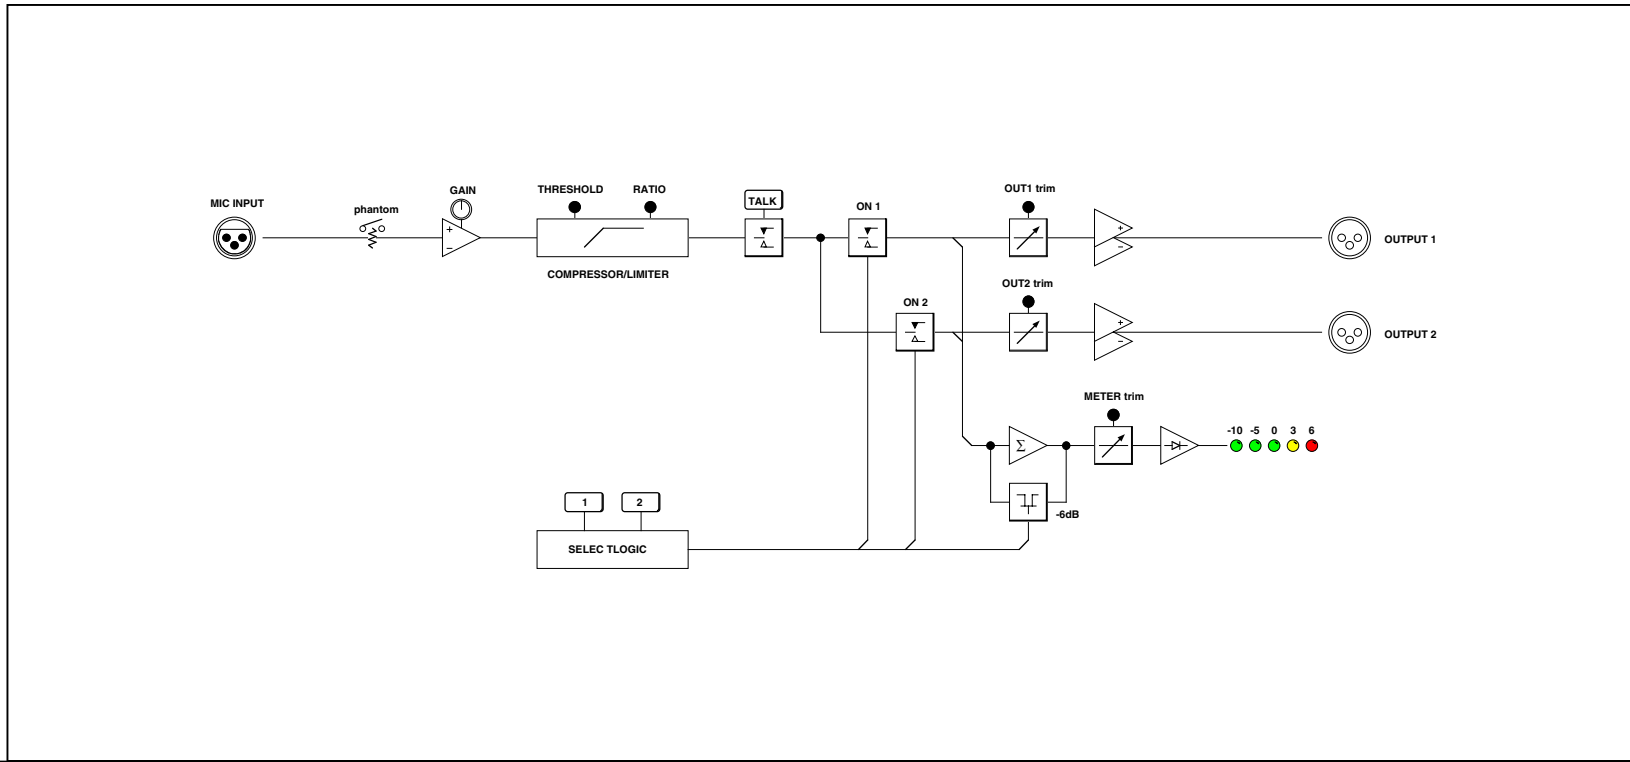 GAIN
THRESHOLD RATIO
MIC INPUT
phantom
TALK
ON 1
OUT1 trim
+
−
+
−
OUTPUT 1
COMPRESSOR/LIMITER
OUT2 trim
ON 2
+
−
OUTPUT 2
METER trim
-10 -5 0 3 6
Σ
1 2
-6dB
SELEC TLOGIC